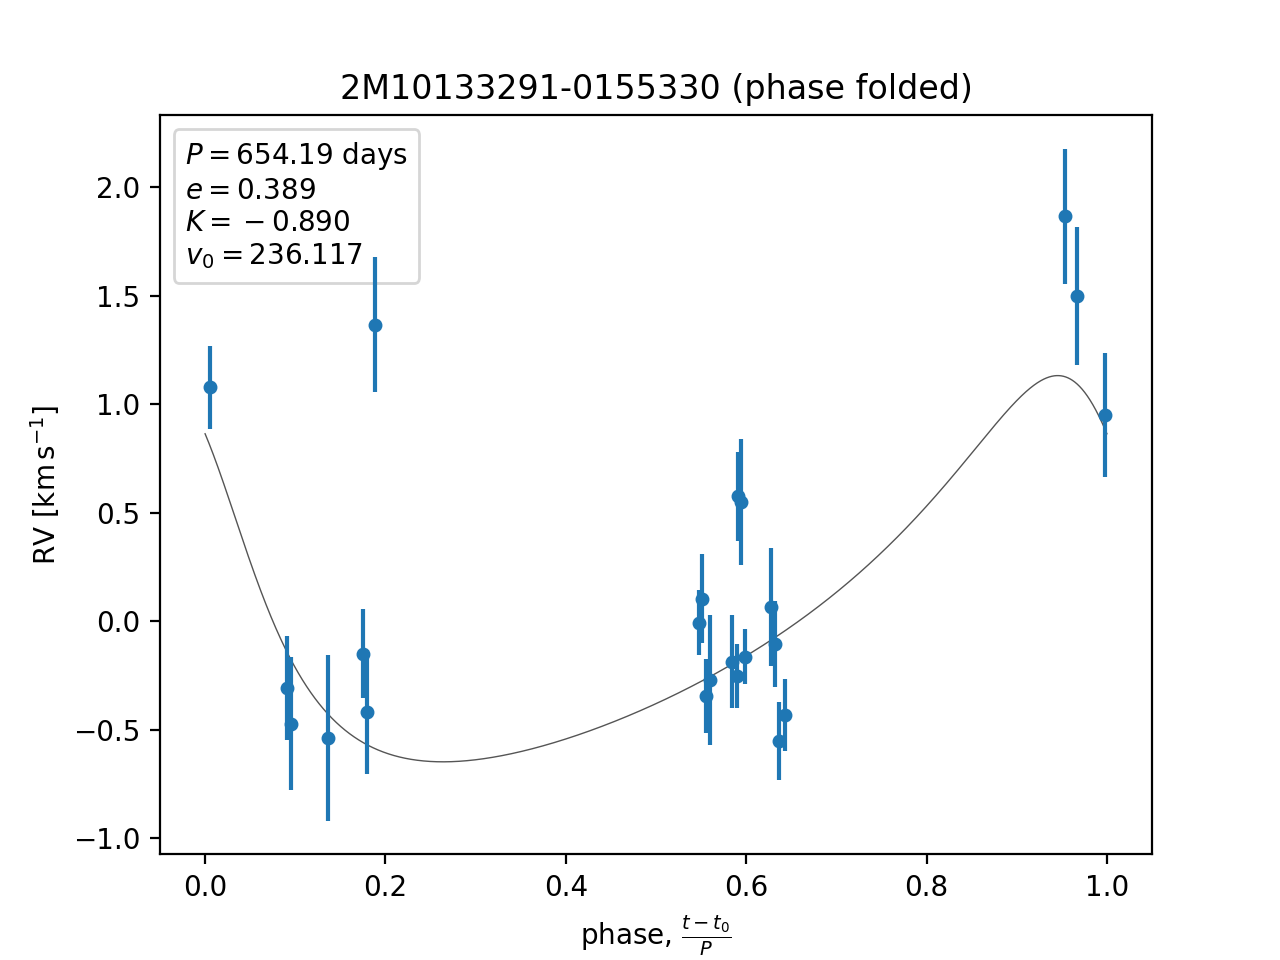 2M10133291-0155330 (phase folded)
P = 654.19 days
e = 0.389
K = −0.890
v₀ = 236.117
RV [km s⁻¹]
2.0
1.5
1.0
0.5
0.0
−0.5
−1.0
0.0 0.2 0.4 0.6 0.8 1.0
phase, (t − t₀)/P